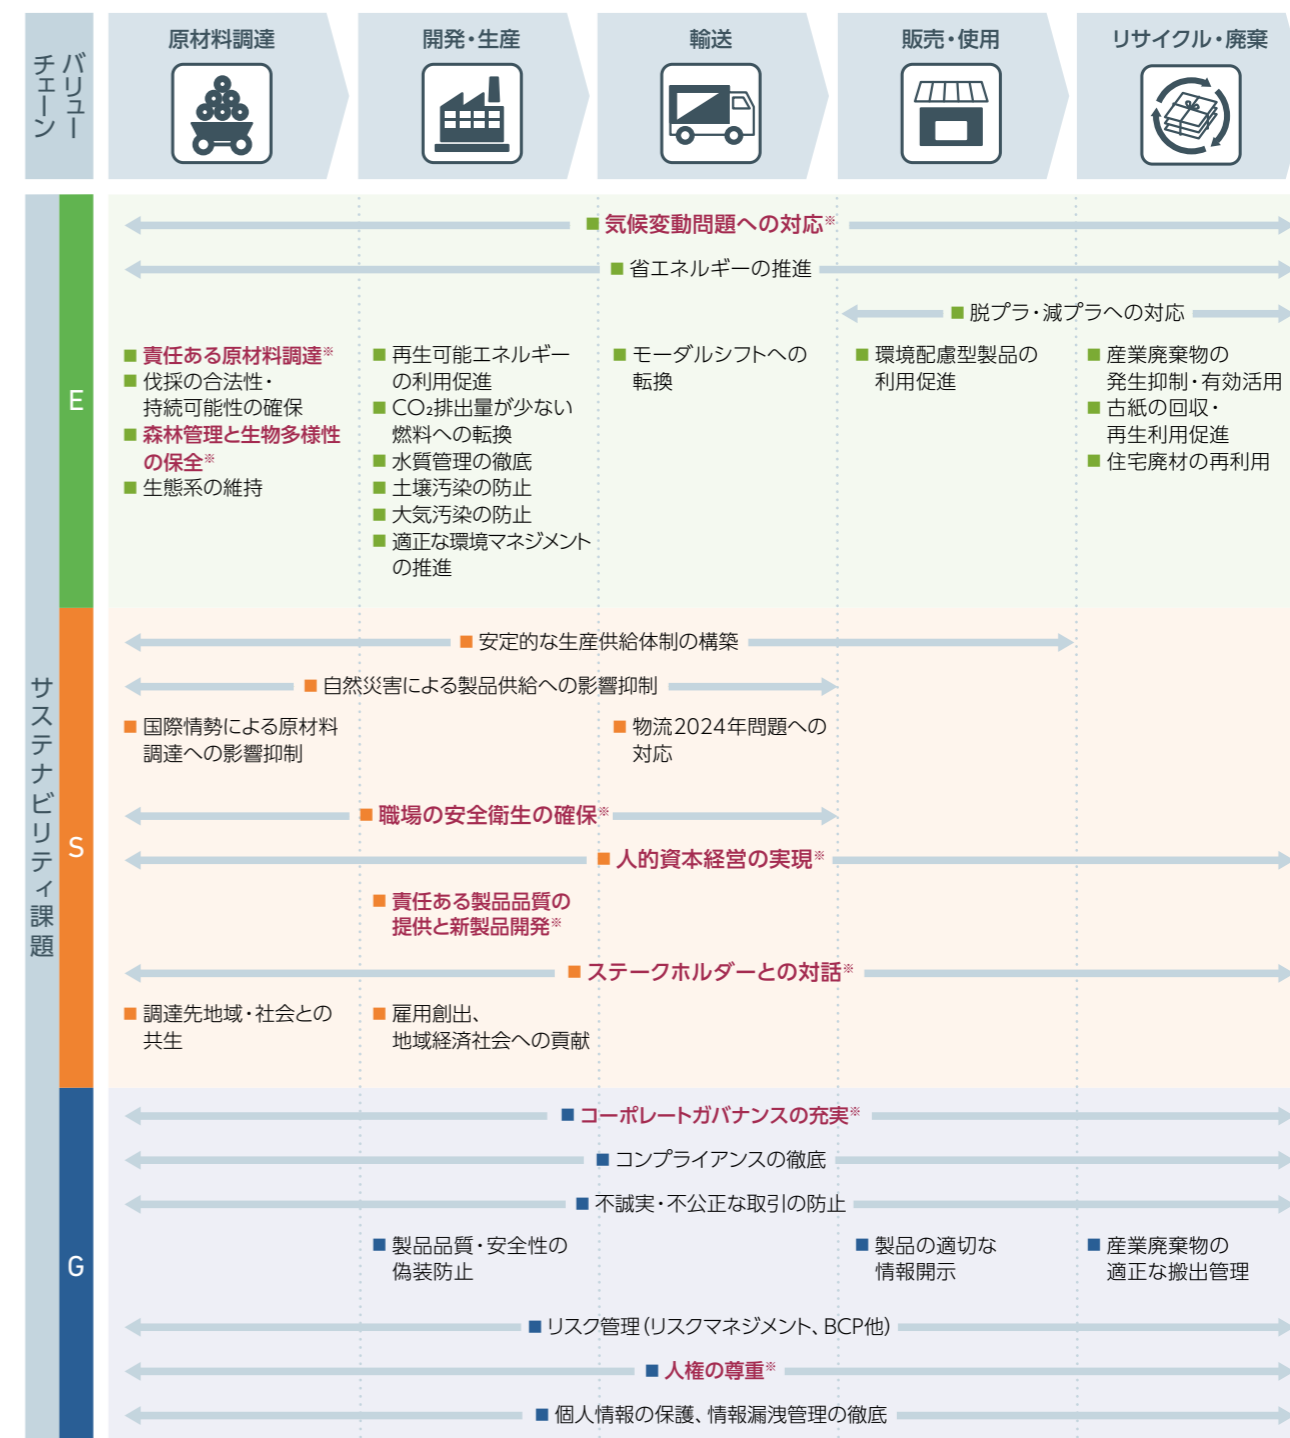 バリュー
チェーン
原材料調達
開発・生産
輸送
販売・使用
リサイクル・廃棄
サステナビリティ課題
E
■ 気候変動問題への対応※
■ 省エネルギーの推進
■ 脱プラ・減プラへの対応
■ 責任ある原材料調達※
■ 伐採の合法性・
持続可能性の確保
■ 森林管理と生物多様性
の保全※
■ 生態系の維持
■ 再生可能エネルギー
の利用促進
■ CO₂排出量が少ない
燃料への転換
■ 水質管理の徹底
■ 土壌汚染の防止
■ 大気汚染の防止
■ 適正な環境マネジメント
の推進
■ モーダルシフトへの
転換
■ 環境配慮型製品の
利用促進
■ 産業廃棄物の
発生抑制・有効活用
■ 古紙の回収・
再生利用促進
■ 住宅廃材の再利用
S
■ 安定的な生産供給体制の構築
■ 自然災害による製品供給への影響抑制
■ 国際情勢による原材料
調達への影響抑制
■ 物流2024年問題への
対応
■ 職場の安全衛生の確保※
■ 人的資本経営の実現※
■ 責任ある製品品質の
提供と新製品開発※
■ ステークホルダーとの対話※
■ 調達先地域・社会との
共生
■ 雇用創出、
地域経済社会への貢献
G
■ コーポレートガバナンスの充実※
■ コンプライアンスの徹底
■ 不誠実・不公正な取引の防止
■ 製品品質・安全性の
偽装防止
■ 製品の適切な
情報開示
■ 産業廃棄物の
適正な搬出管理
■ リスク管理(リスクマネジメント、BCP他)
■ 人権の尊重※
■ 個人情報の保護、情報漏洩管理の徹底